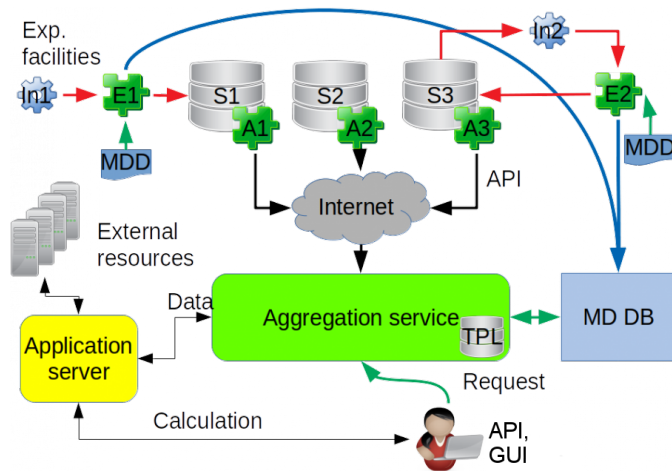 Exp.
facilities
In1
E1
MDD
S1
A1
S2
A2
S3
A3
In2
E2
MDD
API
Internet
External
resources
Data
Aggregation service
TPL
MD DB
Application
server
Request
Calculation
API,
GUI